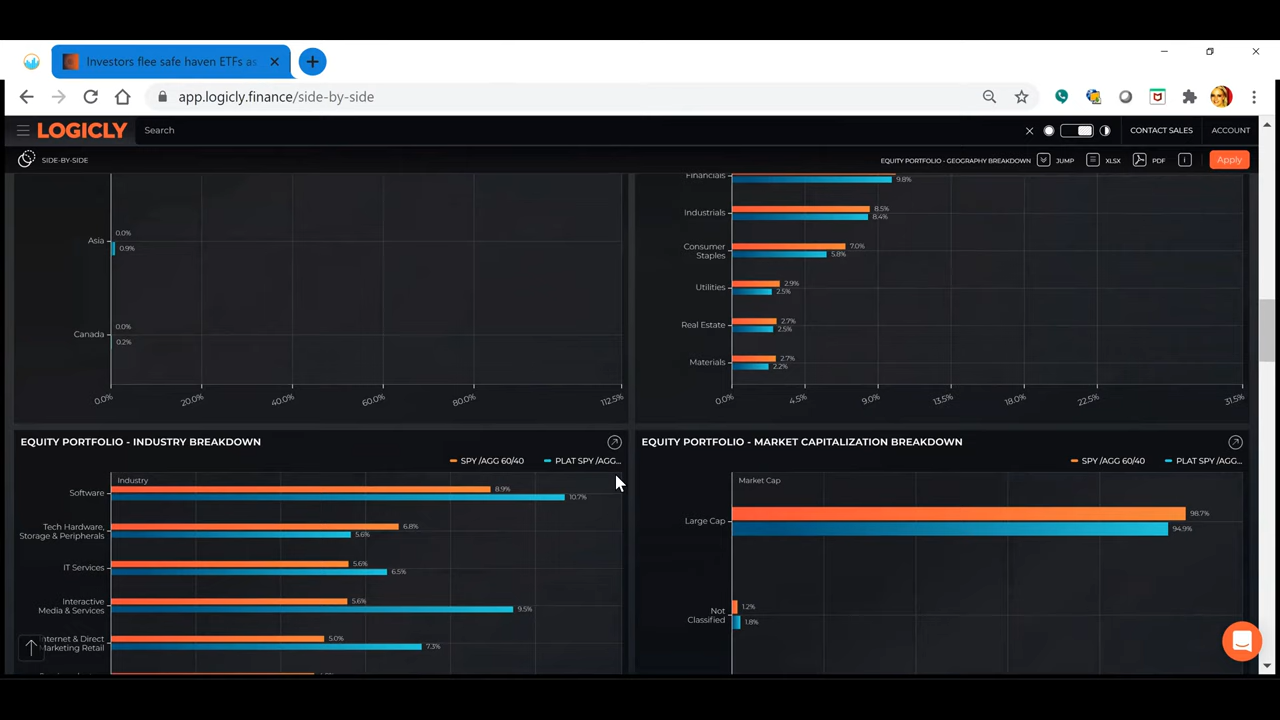 Investors flee safe haven ETFs as
app.logicly.finance/side-by-side
LOGICLY
Search
CONTACT SALES
ACCOUNT
SIDE-BY-SIDE
EQUITY PORTFOLIO - GEOGRAPHY BREAKDOWN
JUMP
XLSX
PDF
Apply
Asia
0.0%
0.9%
Canada
0.0%
0.2%
0.0%
20.0%
40.0%
60.0%
80.0%
112.5%
Financials
9.8%
Industrials
8.5%
8.4%
Consumer
Staples
7.0%
5.8%
Utilities
2.9%
2.5%
Real Estate
2.7%
2.5%
Materials
2.7%
2.2%
0.0%
4.5%
9.0%
13.5%
18.0%
22.5%
31.5%
EQUITY PORTFOLIO - INDUSTRY BREAKDOWN
SPY /AGG 60/40
PLAT SPY /AGG...
Industry
Software
8.9%
10.7%
Tech Hardware,
Storage & Peripherals
6.8%
5.6%
IT Services
5.6%
6.5%
Interactive
Media & Services
5.6%
9.5%
Internet & Direct
Marketing Retail
5.0%
7.3%
EQUITY PORTFOLIO - MARKET CAPITALIZATION BREAKDOWN
SPY /AGG 60/40
PLAT SPY /AGG...
Market Cap
Large Cap
98.7%
94.9%
Not
Classified
1.2%
1.8%